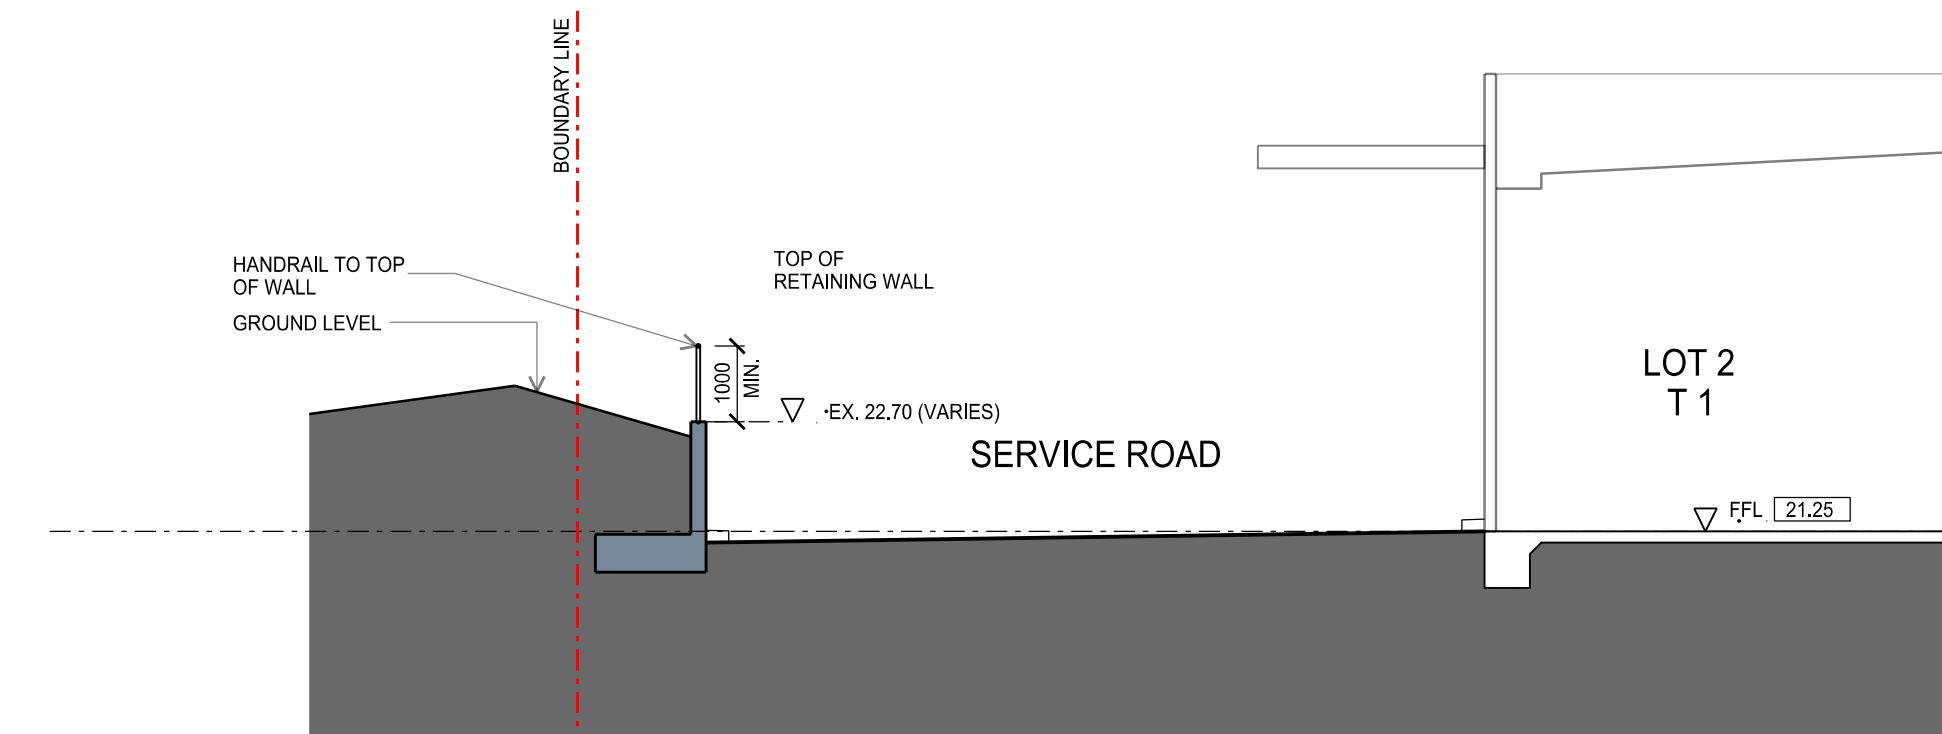 BOUNDARY LINE
HANDRAIL TO TOP
OF WALL
GROUND LEVEL
TOP OF
RETAINING WALL
1000
MIN.
EX. 22.70 (VARIES)
SERVICE ROAD
LOT 2
T 1
FFL 21.25